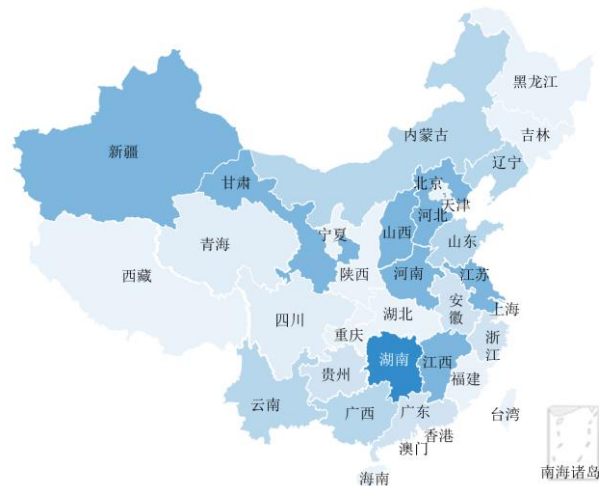 黑龙江
吉林
辽宁
内蒙古
新疆
甘肃
北京
天津
河北
山西
宁夏
青海
山东
陕西
河南
江苏
西藏
安徽
上海
四川
湖北
浙江
重庆
湖南
江西
贵州
福建
云南
广西
广东
台湾
香港
澳门
海南
南海诸岛